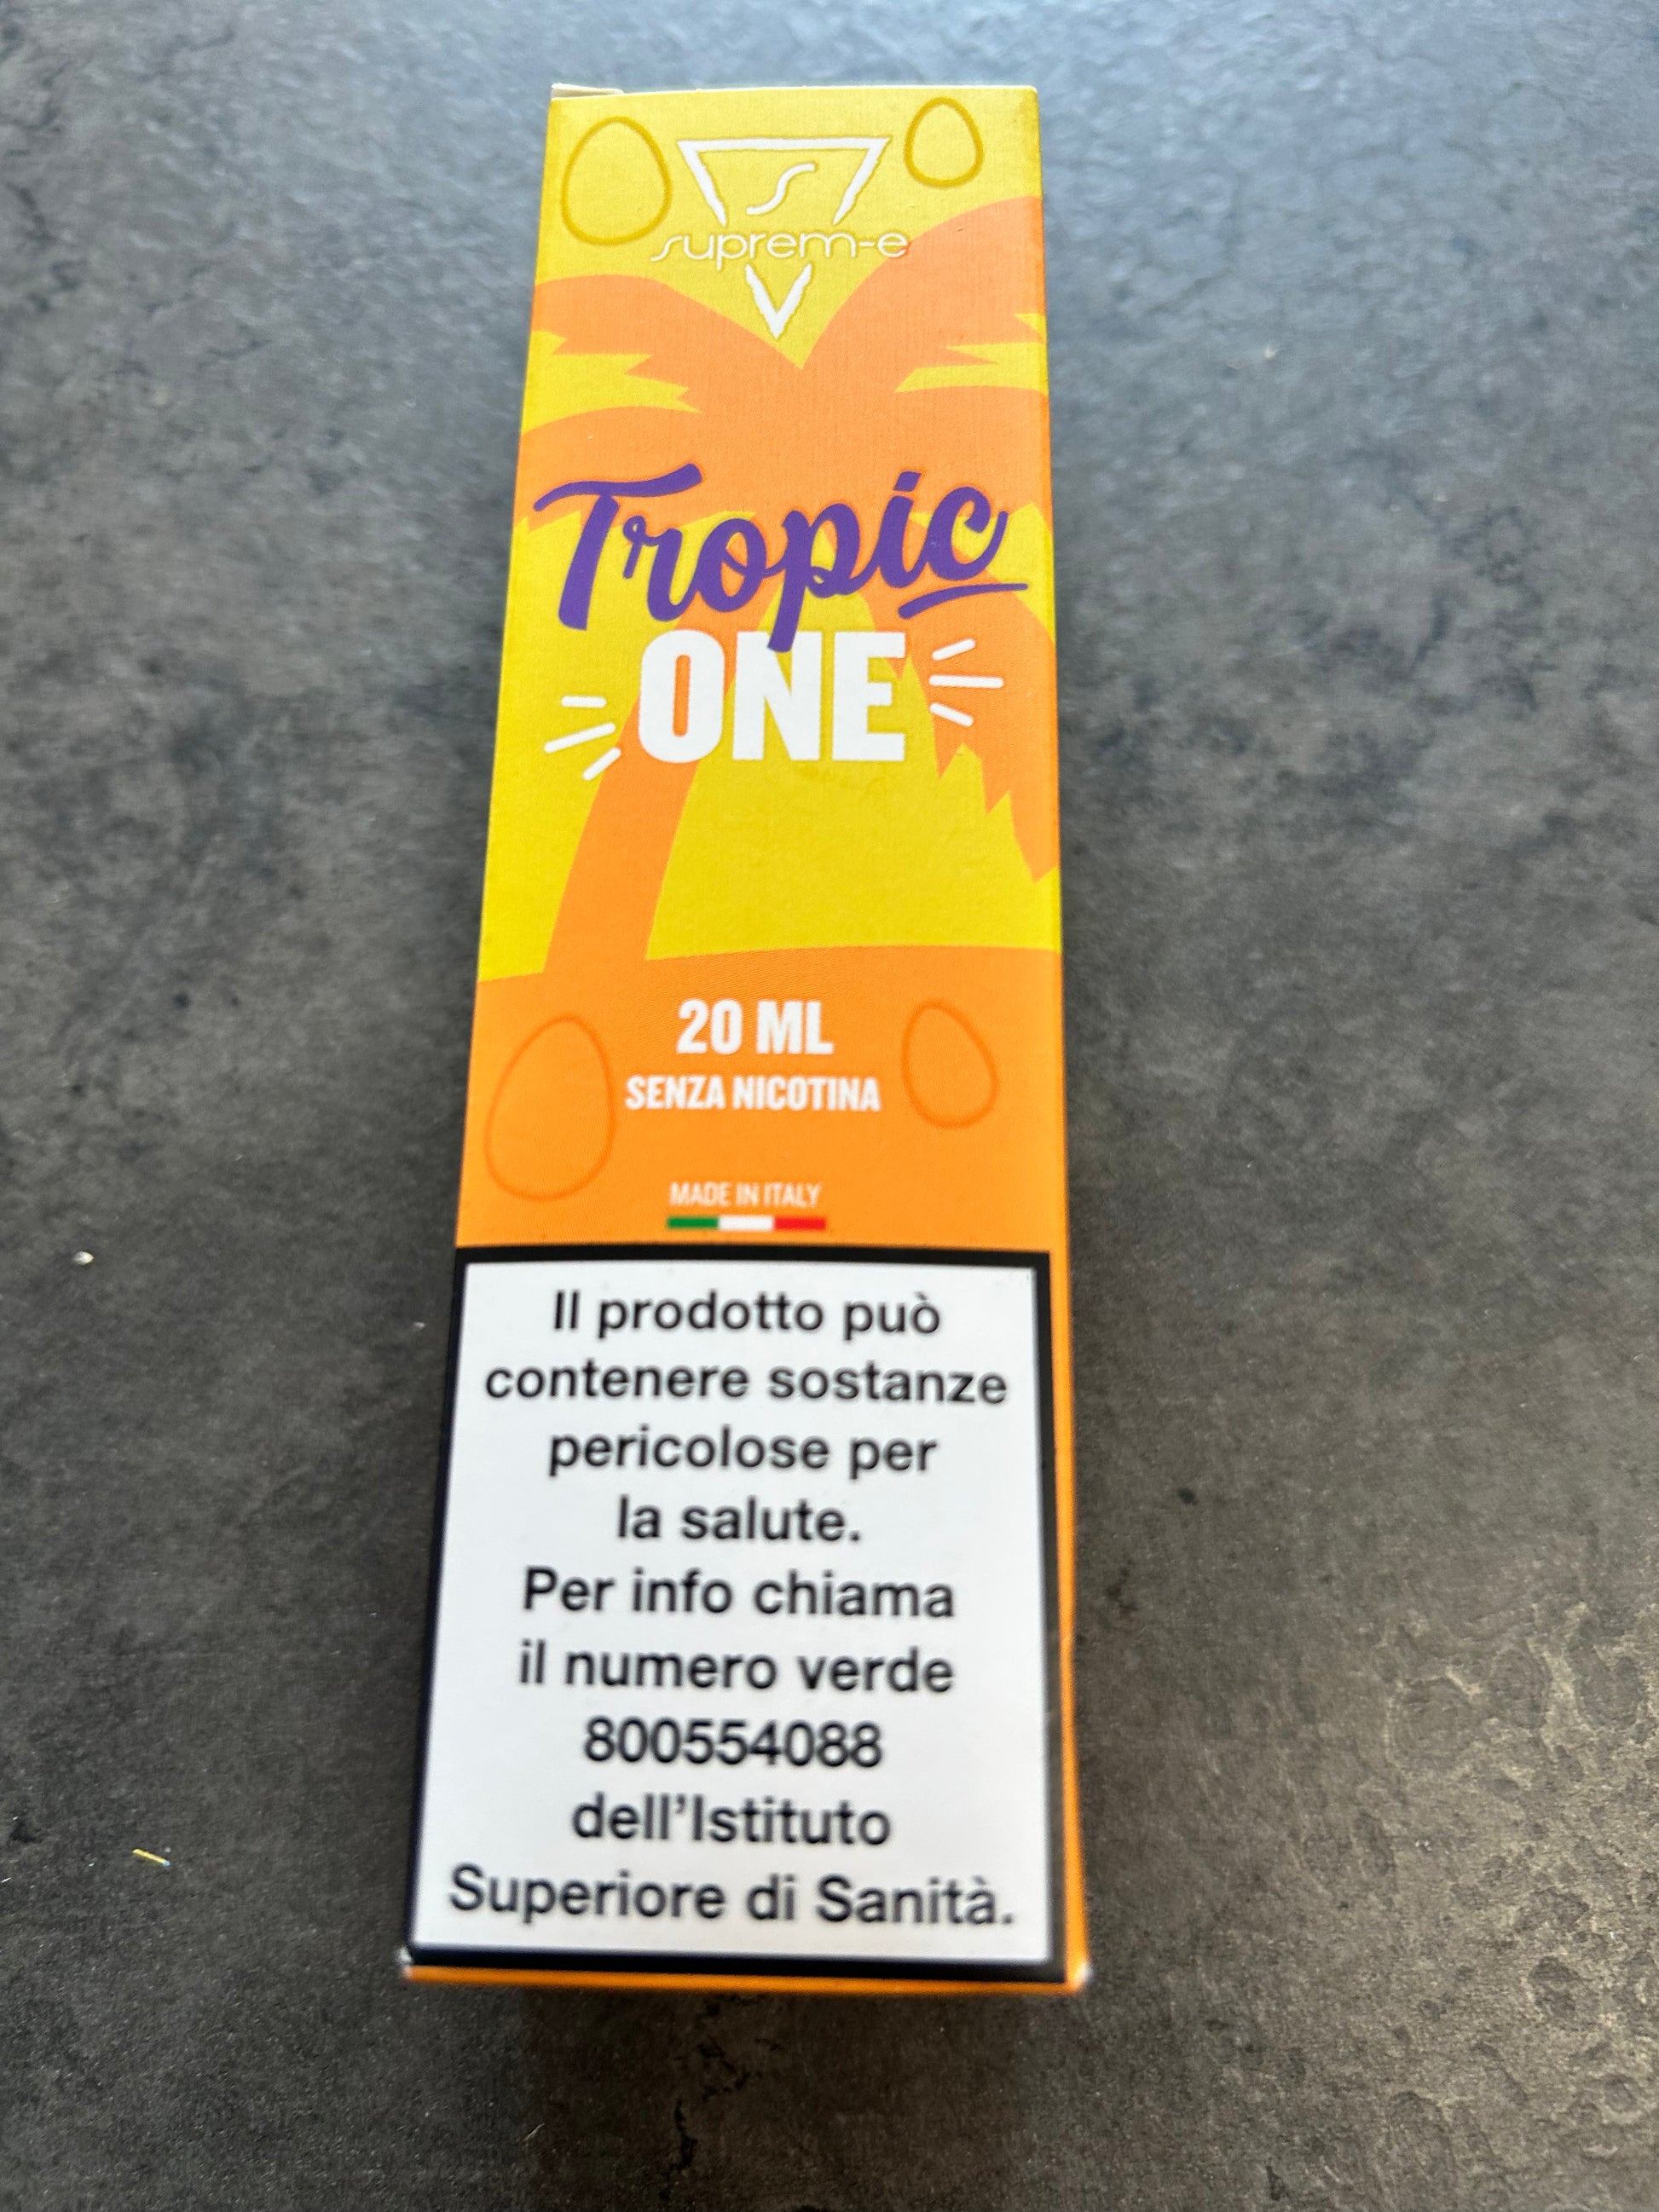 S
suprem-e
Tropic
ONE
20 ML
SENZA NICOTINA
MADE IN ITALY
Il prodotto può
contenere sostanze
pericolose per
la salute.
Per info chiama
il numero verde
800554088
dell’Istituto
Superiore di Sanità.